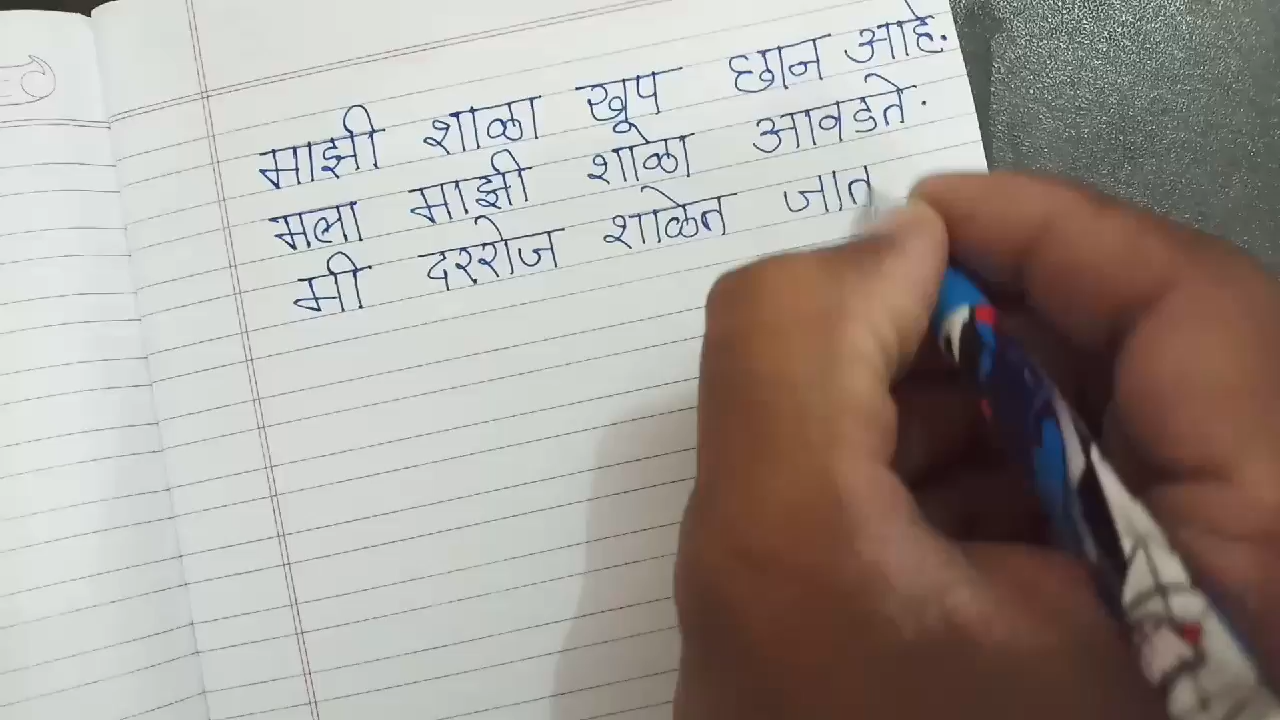 माझी शाळा खूप छान आहे.
मला माझी शाळा आवडते.
मी दररोज शाळेत जात